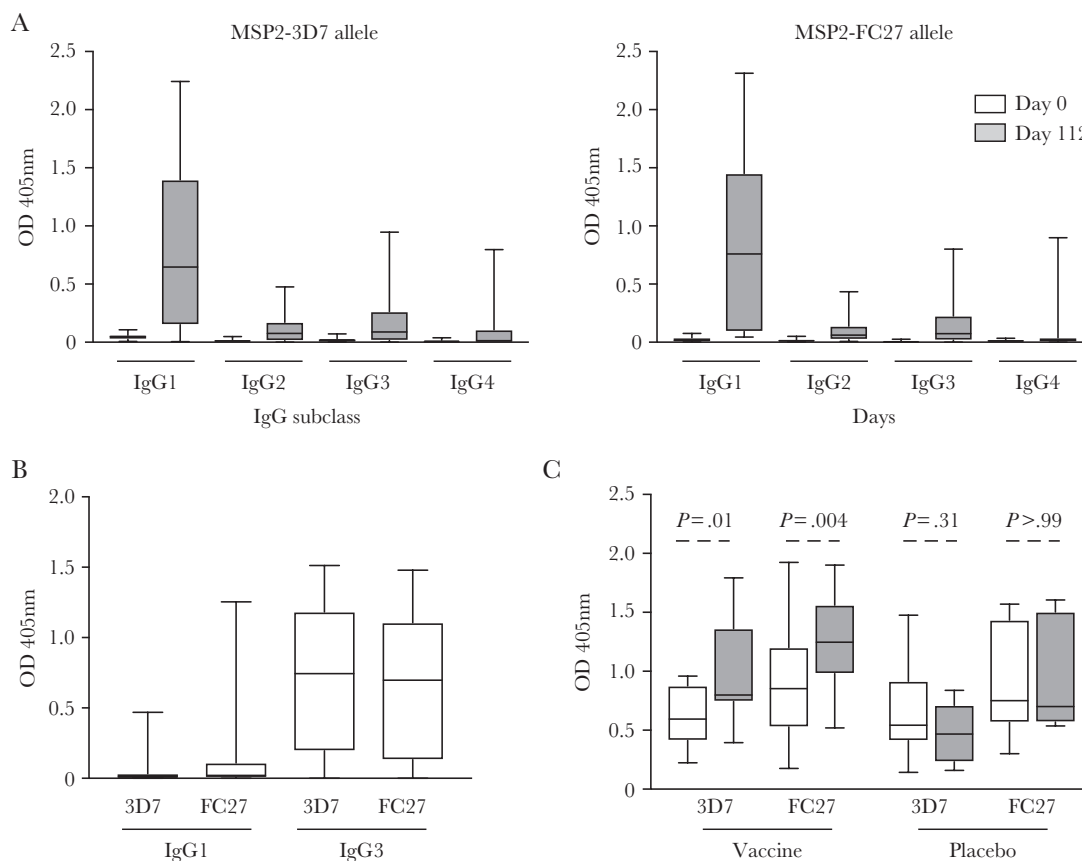 A
MSP2-3D7 allele
2.5
2.0
1.5
1.0
0.5
0
OD 405nm
IgG1 IgG2 IgG3 IgG4
IgG subclass
MSP2-FC27 allele
2.5
2.0
1.5
1.0
0.5
0
OD 405nm
Day 0
Day 112
IgG1 IgG2 IgG3 IgG4
Days
B
2.0
1.5
1.0
0.5
0
OD 405nm
3D7 FC27 3D7 FC27
IgG1 IgG3
C
2.5
2.0
1.5
1.0
0.5
0
OD 405nm
P=.01 P=.004 P=.31 P>.99
3D7 FC27 3D7 FC27
Vaccine Placebo